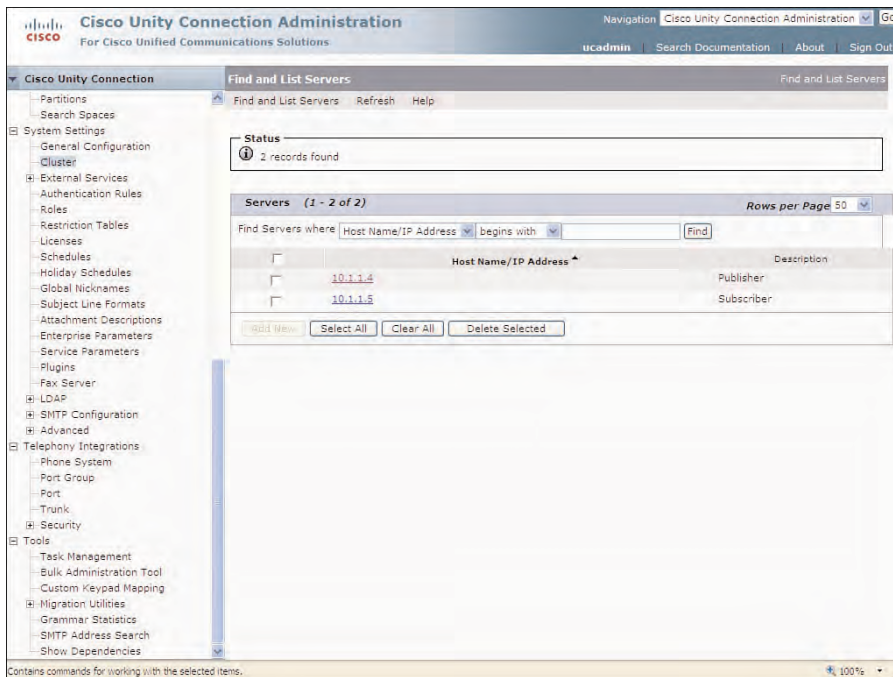 cisco
Cisco Unity Connection Administration
For Cisco Unified Communications Solutions
Navigation Cisco Unity Connection Administration Go
ucadmin | Search Documentation | About | Sign Out
Cisco Unity Connection
Partitions
Search Spaces
System Settings
General Configuration
Cluster
External Services
Authentication Rules
Roles
Restriction Tables
Licenses
Schedules
Holiday Schedules
Global Nicknames
Subject Line Formats
Attachment Descriptions
Enterprise Parameters
Service Parameters
Plugins
Fax Server
LDAP
SMTP Configuration
Advanced
Telephony Integrations
Phone System
Port Group
Port
Trunk
Security
Tools
Task Management
Bulk Administration Tool
Custom Keypad Mapping
Migration Utilities
Grammar Statistics
SMTP Address Search
Show Dependencies
Find and List Servers
Find and List Servers
Find and List Servers Refresh Help
Status
2 records found
Servers (1 - 2 of 2) Rows per Page 50
Find Servers where Host Name/IP Address begins with Find
Host Name/IP Address Description
10.1.1.4 Publisher
10.1.1.5 Subscriber
Add New Select All Clear All Delete Selected
Contains commands for working with the selected items. 100%